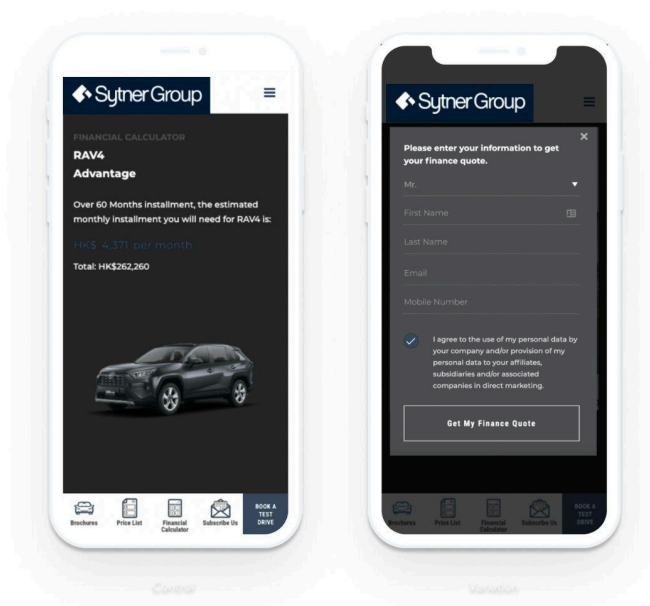 Sytner Group
FINANCIAL CALCULATOR
RAV4
Advantage
Over 60 Months installment, the estimated
monthly installment you will need for RAV4 is:
HK$ 4,371 per month
Total: HK$262,260
Brochures
Price List
Financial
Calculator
Subscribe Us
BOOK A
TEST
DRIVE
Control
Sytner Group
Please enter your information to get
your finance quote.
Mr.
First Name
Last Name
Email
Mobile Number
I agree to the use of my personal data by
your company and/or provision of my
personal data to your affiliates,
subsidiaries and/or associated
companies in direct marketing.
Get My Finance Quote
Brochures
Price List
Financial
Calculator
Subscribe Us
BOOK A
TEST
DRIVE
Variation